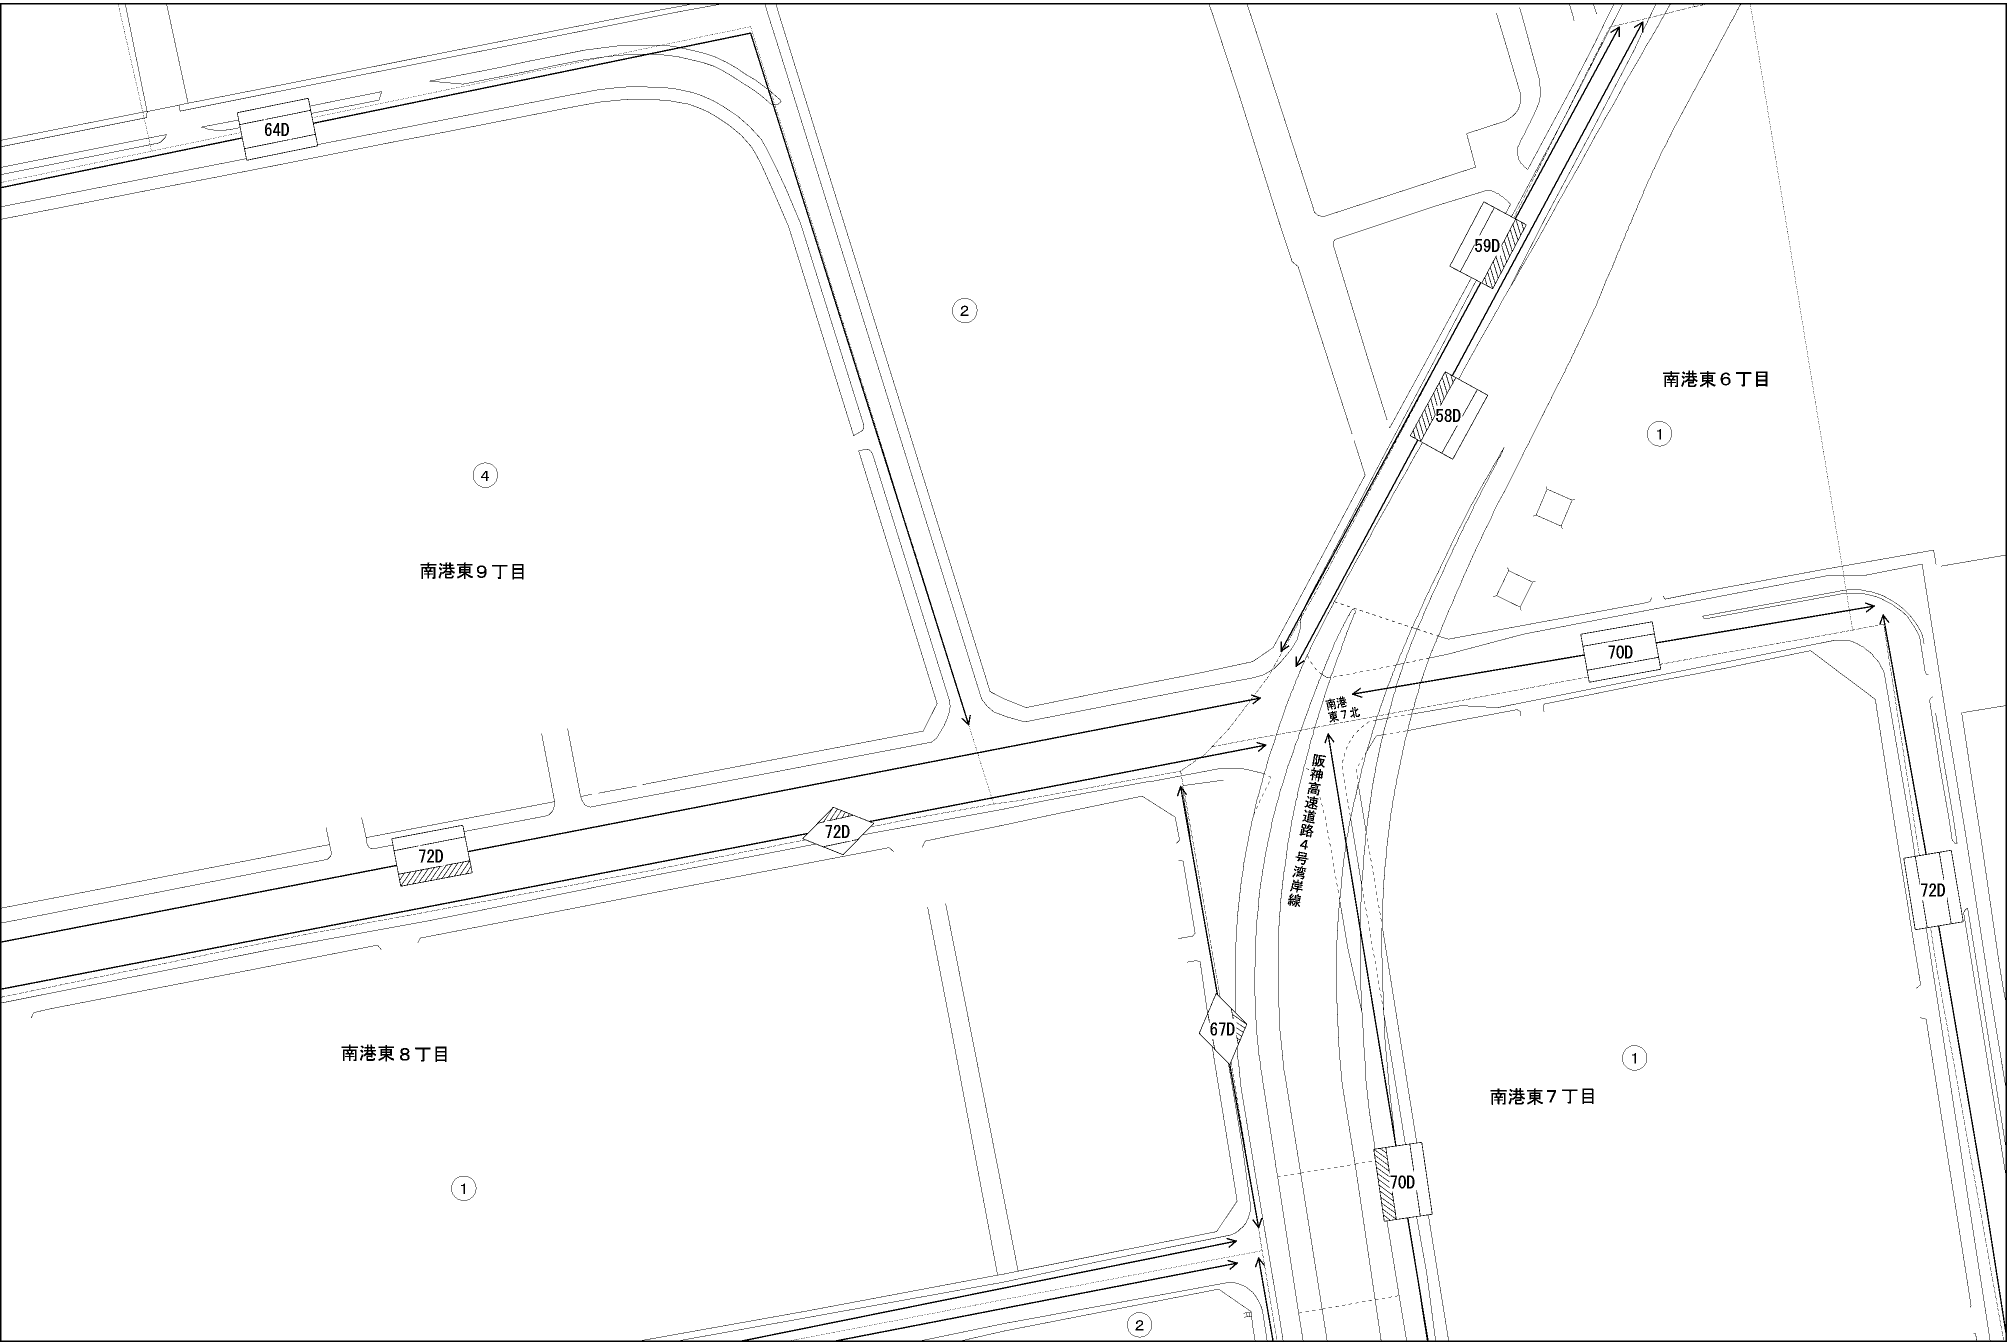 64D
59D
②
南港東６丁目
58D
①
④
南港東９丁目
70D
南港
東７北
阪神高速道路４号湾岸線
72D
72D
72D
67D
南港東８丁目
①
南港東７丁目
①
70D
②